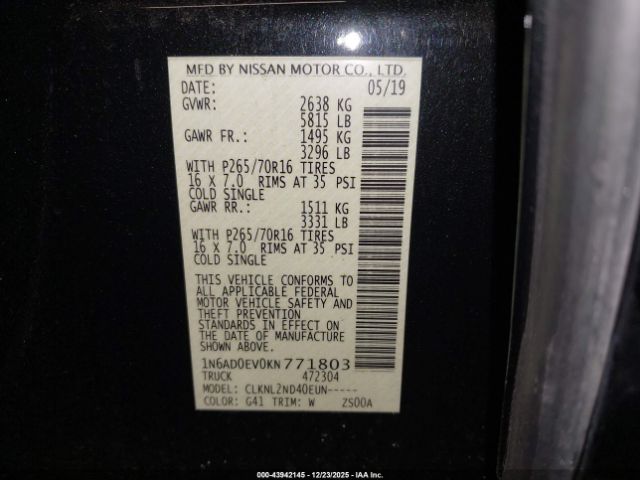 MFD BY NISSAN MOTOR CO., LTD.
DATE: 05/19
GVWR: 2638 KG
5815 LB
GAWR FR.: 1495 KG
3296 LB
WITH P265/70R16 TIRES
16 X 7.0 RIMS AT 35 PSI
COLD SINGLE
GAWR RR.: 1511 KG
3331 LB
WITH P265/70R16 TIRES
16 X 7.0 RIMS AT 35 PSI
COLD SINGLE
THIS VEHICLE CONFORMS TO
ALL APPLICABLE FEDERAL
MOTOR VEHICLE SAFETY AND
THEFT PREVENTION
STANDARDS IN EFFECT ON
THE DATE OF MANUFACTURE
SHOWN ABOVE.
1N6AD0EV0KN771803
TRUCK 472304
MODEL: CLKNL2ND40EUN-----
COLOR: G41 TRIM: W ZS00A
000-43942145 - 12/23/2025 - IAA Inc.